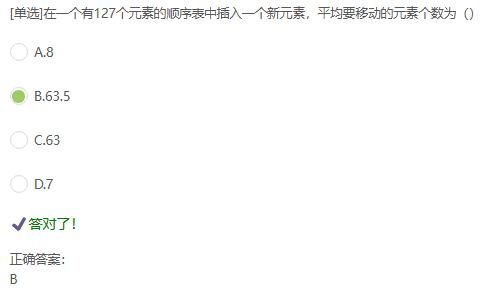 [单选]在一个有127个元素的顺序表中插入一个新元素，平均要移动的元素个数为（）
A.8
B.63.5
C.63
D.7
答对了！
正确答案：
B